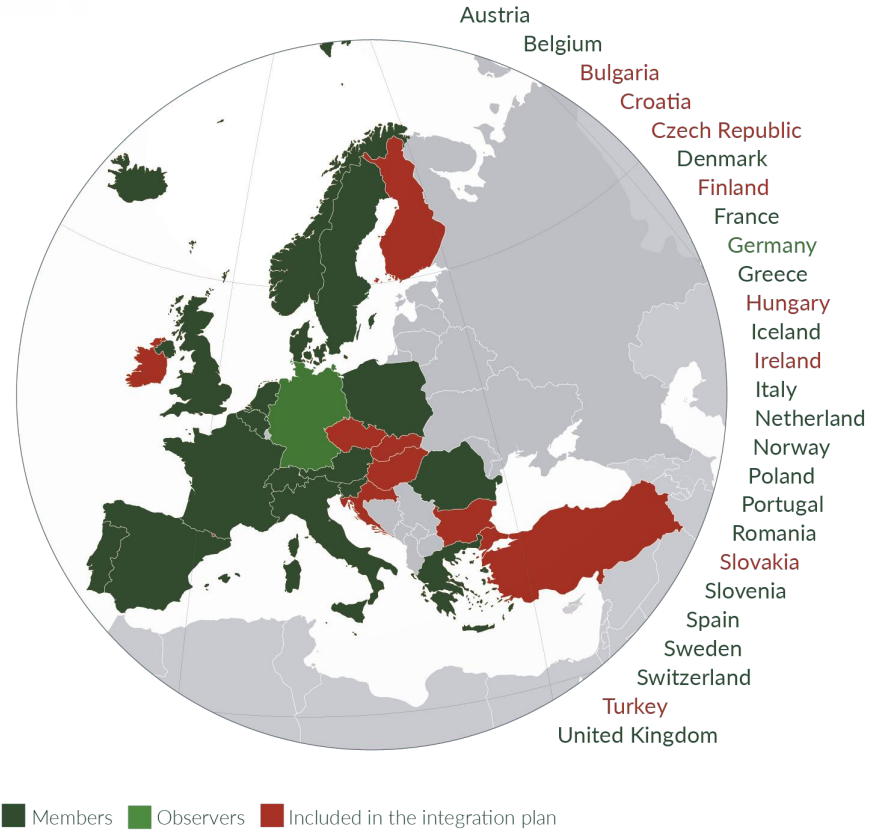 Austria
Belgium
Bulgaria
Croatia
Czech Republic
Denmark
Finland
France
Germany
Greece
Hungary
Iceland
Ireland
Italy
Netherland
Norway
Poland
Portugal
Romania
Slovakia
Slovenia
Spain
Sweden
Switzerland
Turkey
United Kingdom
Members
Observers
Included in the integration plan